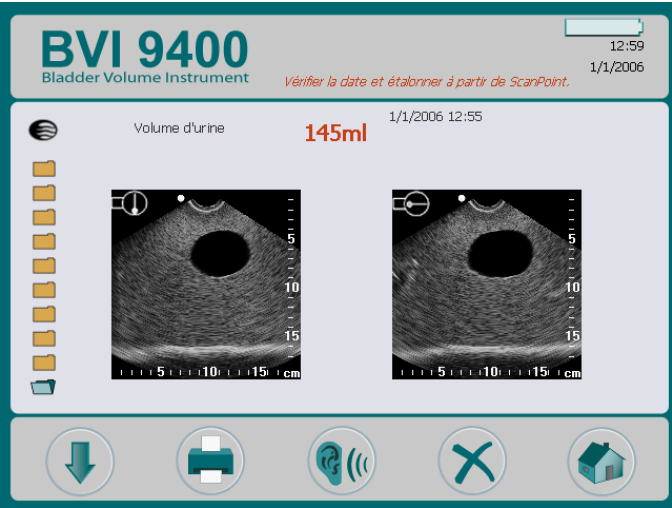 BVI 9400
Bladder Volume Instrument
Vérifier la date et étalonner à partir de ScanPoint.
12:59
1/1/2006
Volume d'urine
145ml
1/1/2006 12:55
5
10
15
5 10 15 cm
5
10
15
5 10 15 cm